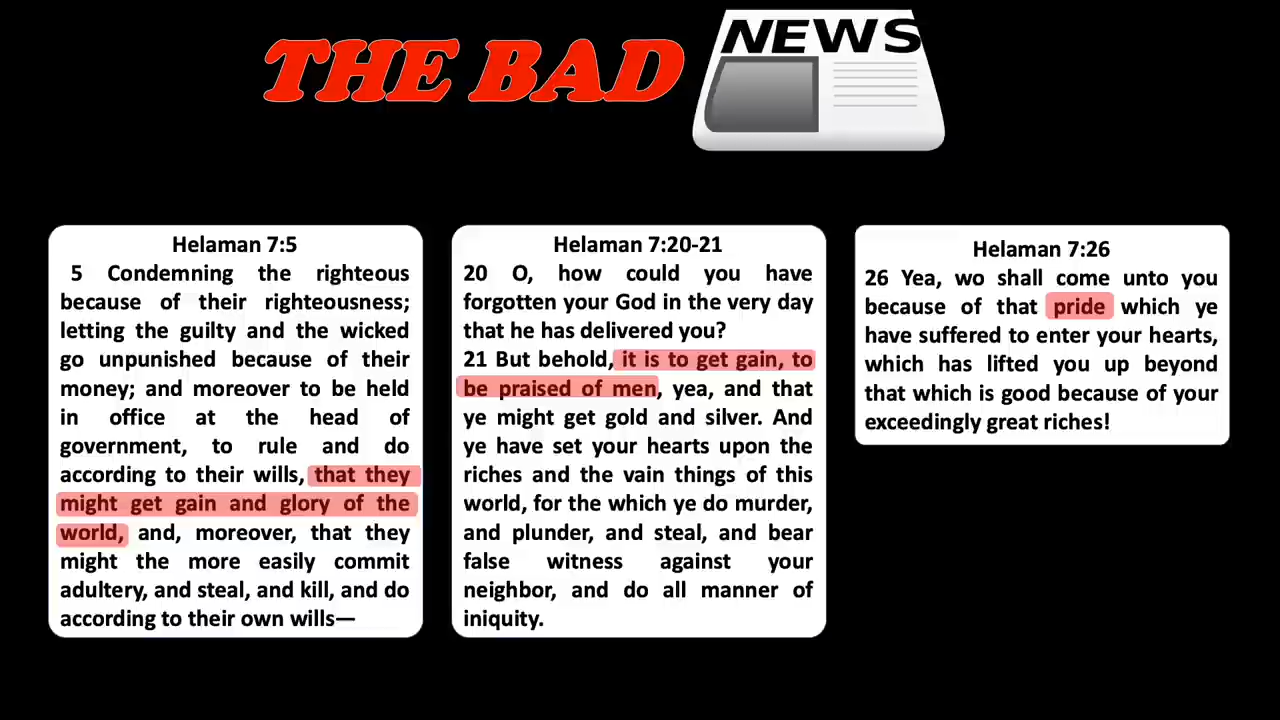 THE BAD
NEWS
Helaman 7:5
5 Condemning the righteous
because of their righteousness;
letting the guilty and the wicked
go unpunished because of their
money; and moreover to be held
in office at the head of
government, to rule and do
according to their wills, that they
might get gain and glory of the
world, and, moreover, that they
might the more easily commit
adultery, and steal, and kill, and do
according to their own wills—
Helaman 7:20-21
20 O, how could you have
forgotten your God in the very day
that he has delivered you?
21 But behold, it is to get gain, to
be praised of men, yea, and that
ye might get gold and silver. And
ye have set your hearts upon the
riches and the vain things of this
world, for the which ye do murder,
and plunder, and steal, and bear
false witness against your
neighbor, and do all manner of
iniquity.
Helaman 7:26
26 Yea, wo shall come unto you
because of that pride which ye
have suffered to enter your hearts,
which has lifted you up beyond
that which is good because of your
exceedingly great riches!